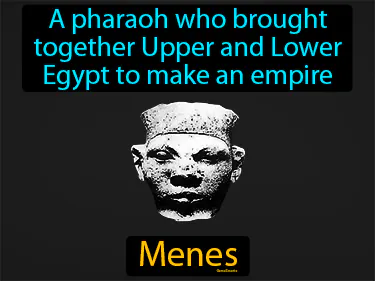 A pharaoh who brought
together Upper and Lower
Egypt to make an empire
Menes